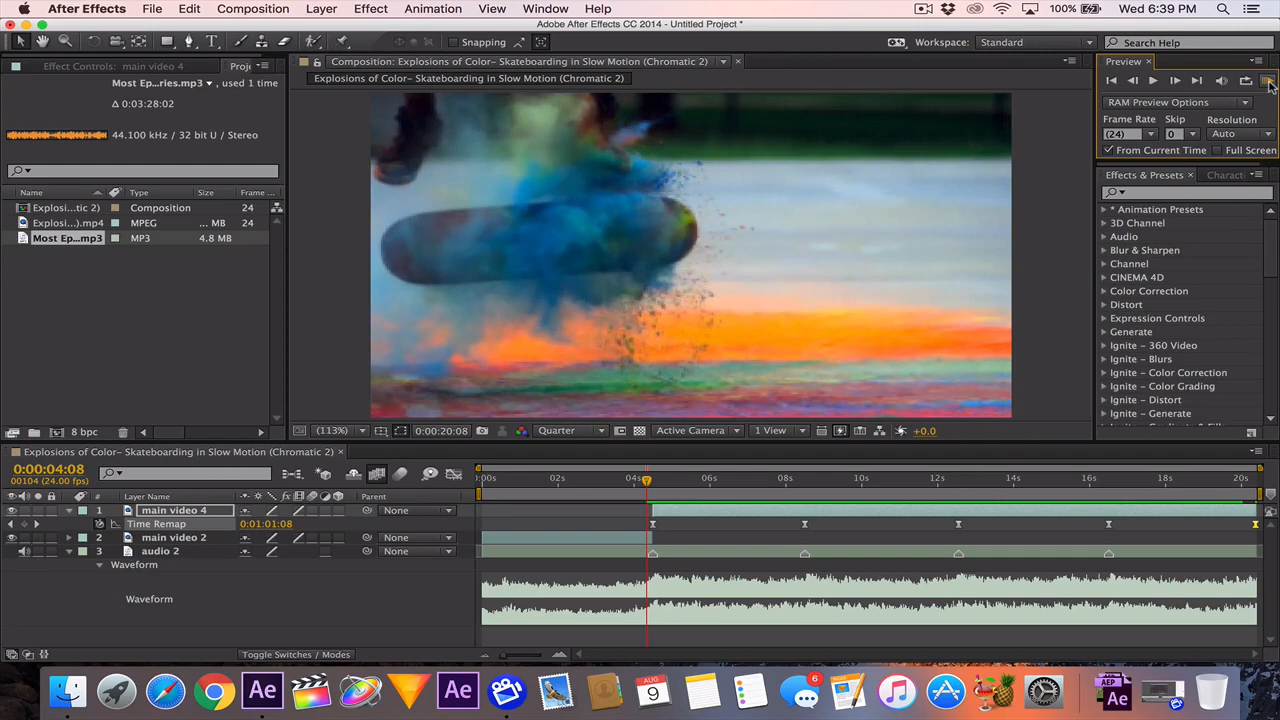 After Effects File Edit Composition Layer Effect Animation View Window Help 100% Wed 6:39 PM
Adobe After Effects CC 2014 - Untitled Project *
Snapping Workspace: Standard Search Help
Effect Controls: main video 4 Proj
Composition: Explosions of Color- Skateboarding in Slow Motion (Chromatic 2)
Preview
Explosions of Color- Skateboarding in Slow Motion (Chromatic 2)
Most Ep...ries.mp3 , used 1 time
Δ 0:03:28:02
44.100 kHz / 32 bit U / Stereo
RAM Preview Options
Frame Rate Skip Resolution
(24) 0 Auto
From Current Time Full Screen
Effects & Presets Charact
Name Type Size Frame ...
Explosi...tic 2) Composition 24
Explosi...).mp4 MPEG ... MB 24
Most Ep...mp3 MP3 4.8 MB
* Animation Presets
3D Channel
Audio
Blur & Sharpen
Channel
CINEMA 4D
Color Correction
Distort
Expression Controls
Generate
Ignite - 360 Video
Ignite - Blurs
Ignite - Color Correction
Ignite - Color Grading
Ignite - Distort
Ignite - Generate
8 bpc
(113%) 0:00:20:08 Quarter Active Camera 1 View +0.0
Explosions of Color- Skateboarding in Slow Motion (Chromatic 2)
0:00:04:08
00104 (24.00 fps)
:00s 04s 06s 08s 10s 12s 14s 16s 18s 20s
# Layer Name Parent
1 main video 4 None
Time Remap 0:01:01:08
2 main video 2 None
3 audio 2 None
Waveform
Waveform
Toggle Switches / Modes
6
AUG
9
Ae
Ae
AEP
Ae